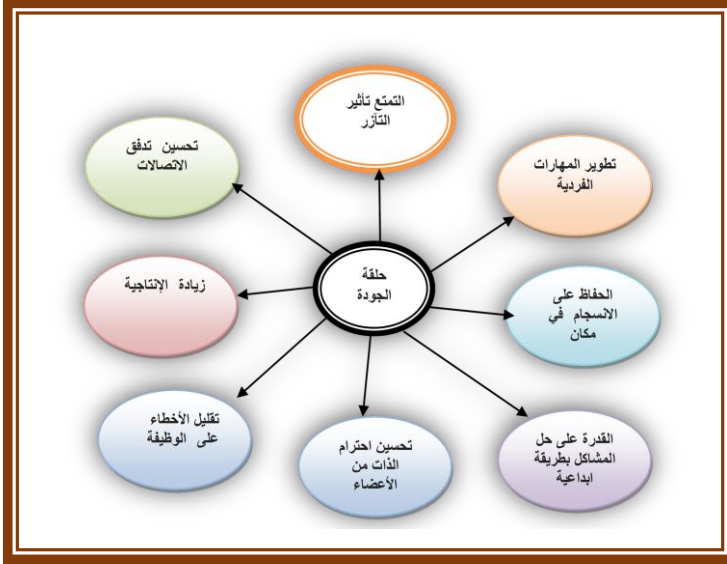 التمتع تأثير
التآزر
تطوير المهارات
الفردية
تحسين تدفق
الاتصالات
حلقة
الجودة
زيادة الإنتاجية
الحفاظ على
الانسجام في
مكان
تقليل الأخطاء
على الوظيفة
تحسين احترام
الذات من
الأعضاء
القدرة على حل
المشاكل بطريقة
ابداعية